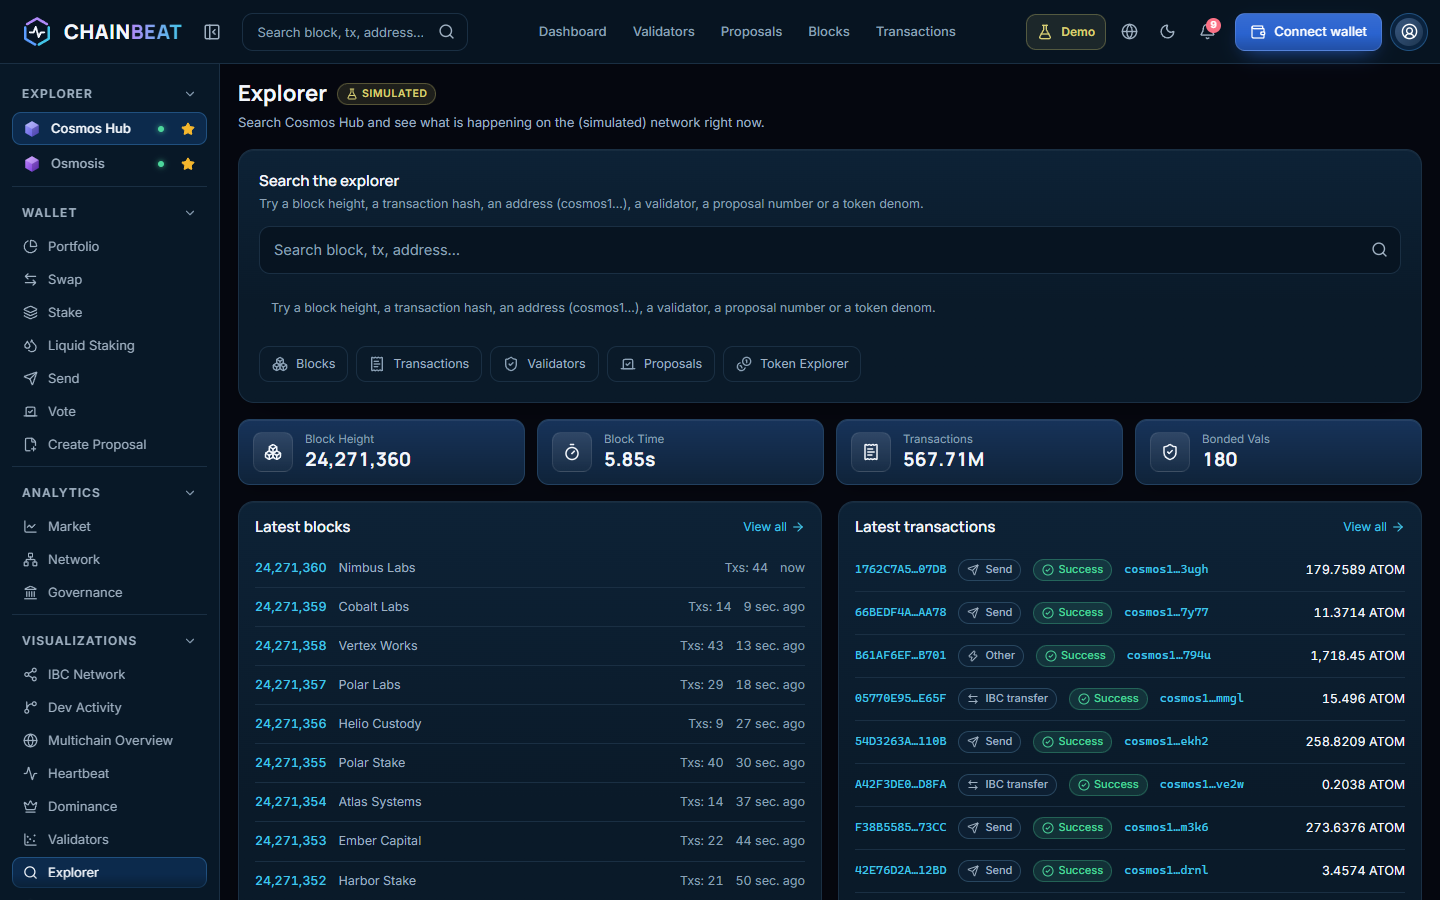 CHAINBEAT
Search block, tx, address...
Dashboard
Validators
Proposals
Blocks
Transactions
Demo
9
Connect wallet
EXPLORER
Cosmos Hub
Osmosis
WALLET
Portfolio
Swap
Stake
Liquid Staking
Send
Vote
Create Proposal
ANALYTICS
Market
Network
Governance
VISUALIZATIONS
IBC Network
Dev Activity
Multichain Overview
Heartbeat
Dominance
Validators
Explorer
Explorer SIMULATED
Search Cosmos Hub and see what is happening on the (simulated) network right now.
Search the explorer
Try a block height, a transaction hash, an address (cosmos1…), a validator, a proposal number or a token denom.
Search block, tx, address...
Try a block height, a transaction hash, an address (cosmos1…), a validator, a proposal number or a token denom.
Blocks
Transactions
Validators
Proposals
Token Explorer
Block Height
24,271,360
Block Time
5.85s
Transactions
567.71M
Bonded Vals
180
Latest blocks View all →
24,271,360 Nimbus Labs Txs: 44 now
24,271,359 Cobalt Labs Txs: 14 9 sec. ago
24,271,358 Vertex Works Txs: 43 13 sec. ago
24,271,357 Polar Labs Txs: 29 18 sec. ago
24,271,356 Helio Custody Txs: 9 27 sec. ago
24,271,355 Polar Stake Txs: 40 30 sec. ago
24,271,354 Atlas Systems Txs: 14 37 sec. ago
24,271,353 Ember Capital Txs: 22 44 sec. ago
24,271,352 Harbor Stake Txs: 21 50 sec. ago
Latest transactions View all →
1762C7A5…07DB Send Success cosmos1…3ugh 179.7589 ATOM
66BEDF4A…AA78 Send Success cosmos1…7y77 11.3714 ATOM
B61AF6EF…B701 Other Success cosmos1…794u 1,718.45 ATOM
05770E95…E65F IBC transfer Success cosmos1…mmgl 15.496 ATOM
54D3263A…110B Send Success cosmos1…ekh2 258.8209 ATOM
A42F3DE0…D8FA IBC transfer Success cosmos1…ve2w 0.2038 ATOM
F38B5585…73CC Send Success cosmos1…m3k6 273.6376 ATOM
42E76D2A…12BD Send Success cosmos1…drnl 3.4574 ATOM